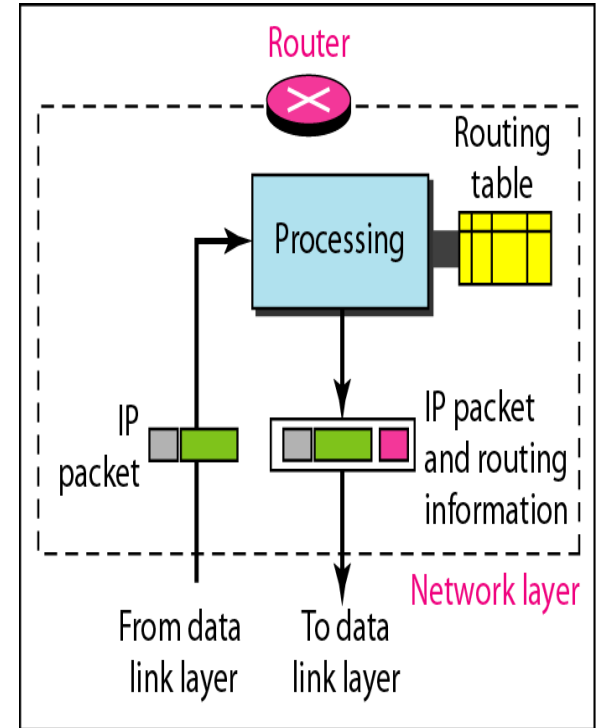 Router
Routing
table
Processing
IP
packet
IP packet
and routing
information
Network layer
From data
link layer
To data
link layer